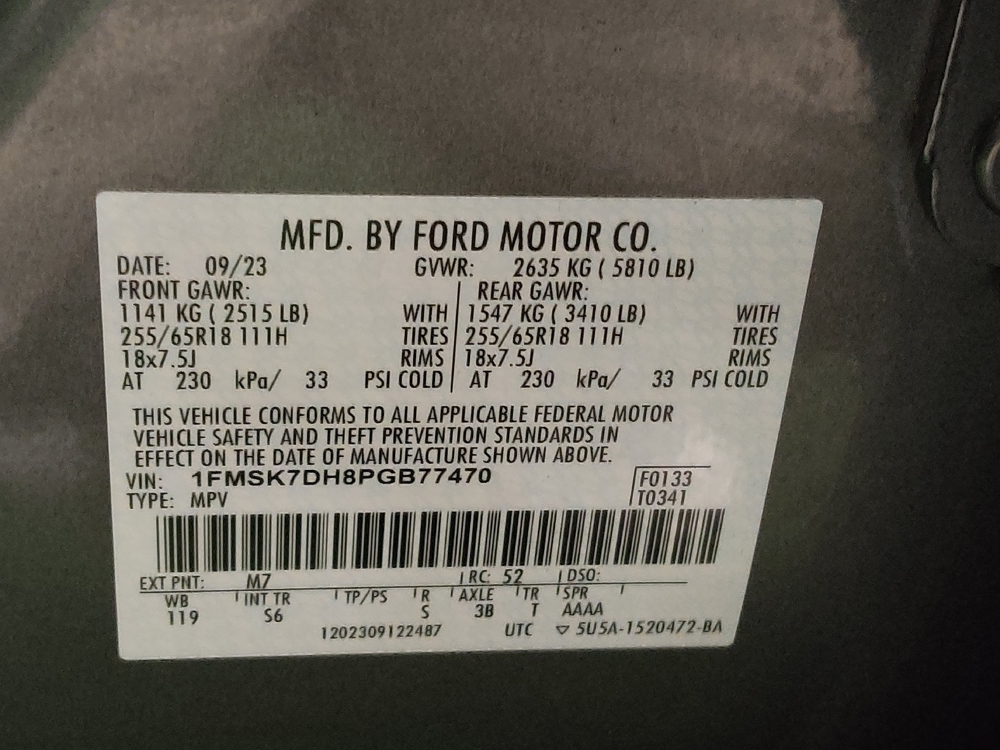 MFD. BY FORD MOTOR CO.
DATE: 09/23 GVWR: 2635 KG ( 5810 LB)
FRONT GAWR: REAR GAWR:
1141 KG ( 2515 LB) WITH 1547 KG ( 3410 LB) WITH
255/65R18 111H TIRES 255/65R18 111H TIRES
18x7.5J RIMS 18x7.5J RIMS
AT 230 kPa/ 33 PSI COLD AT 230 kPa/ 33 PSI COLD
THIS VEHICLE CONFORMS TO ALL APPLICABLE FEDERAL MOTOR
VEHICLE SAFETY AND THEFT PREVENTION STANDARDS IN
EFFECT ON THE DATE OF MANUFACTURE SHOWN ABOVE.
VIN: 1FMSK7DH8PGB77470 F0133
TYPE: MPV T0341
EXT PNT: M7 RC: 52 DSO:
WB INT TR TP/PS R AXLE TR SPR
119 S6 S 3B T AAAA
1202309122487 UTC ▽ 5U5A-1520472-BA